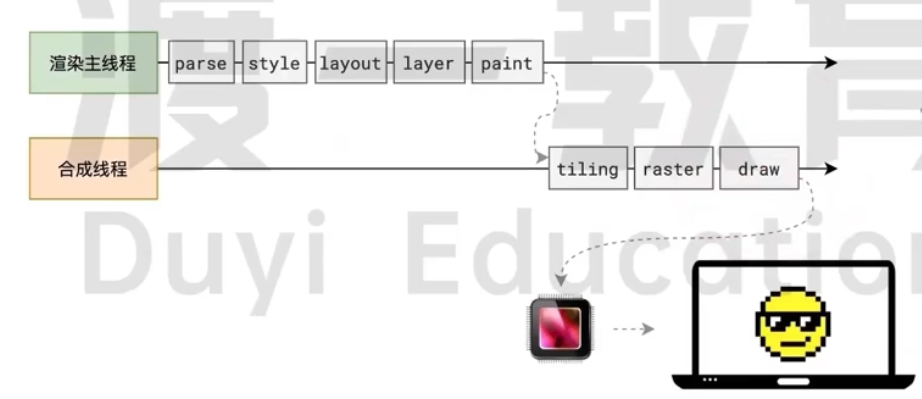 渲染主线程 parse style layout layer paint
合成线程 tiling raster draw
渡一教育
Duyi Education